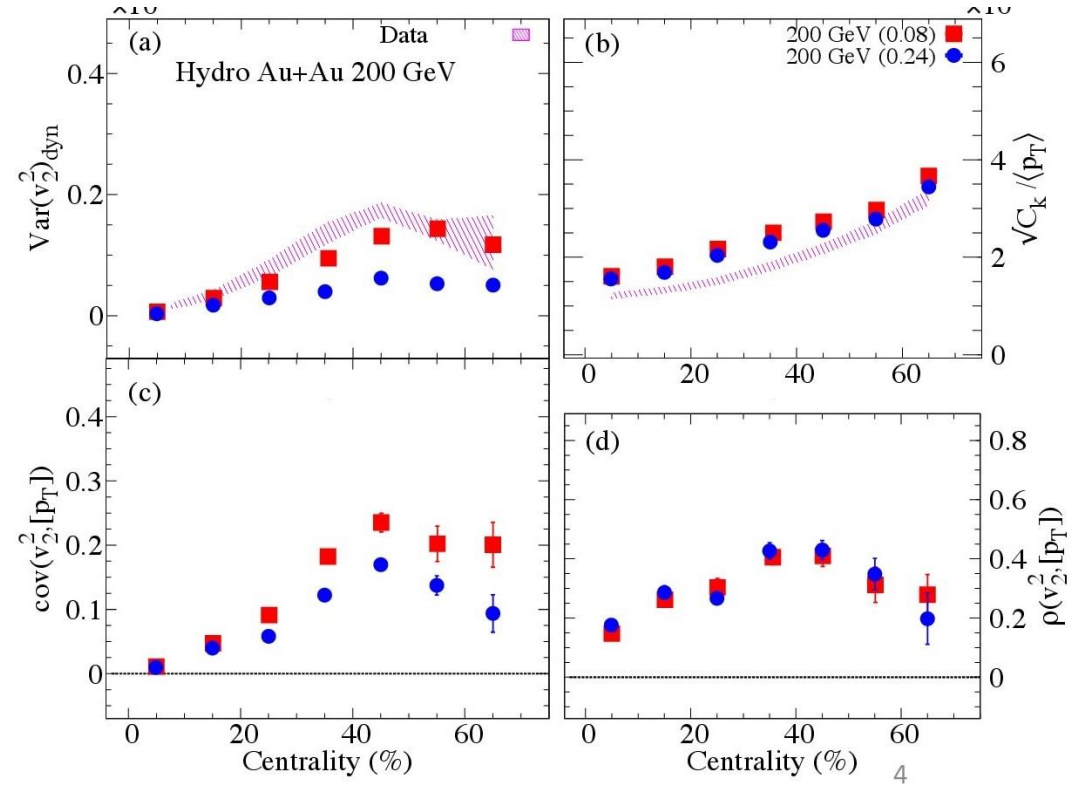 (a)
Data
Hydro Au+Au 200 GeV
0.4
0.2
0
Var(v₂²)dyn
(b)
200 GeV (0.08)
200 GeV (0.24)
6
4
2
0
√Cₖ /⟨pT⟩
0 20 40 60
(c)
0.4
0.3
0.2
0.1
0
cov(v₂²,[pT])
0 20 40 60
Centrality (%)
(d)
0.8
0.6
0.4
0.2
0
ρ(v₂²,[pT])
0 20 40 60
Centrality (%)
4